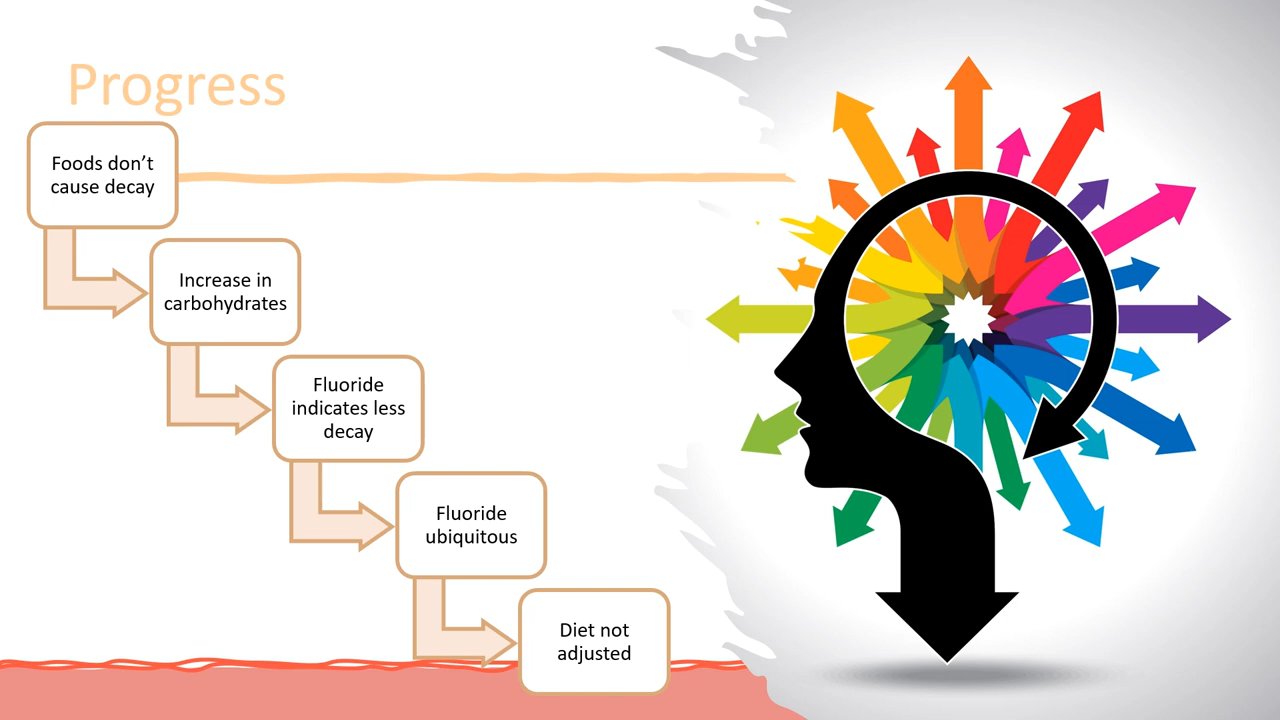 Progress
Foods don’t
cause decay
Increase in
carbohydrates
Fluoride
indicates less
decay
Fluoride
ubiquitous
Diet not
adjusted